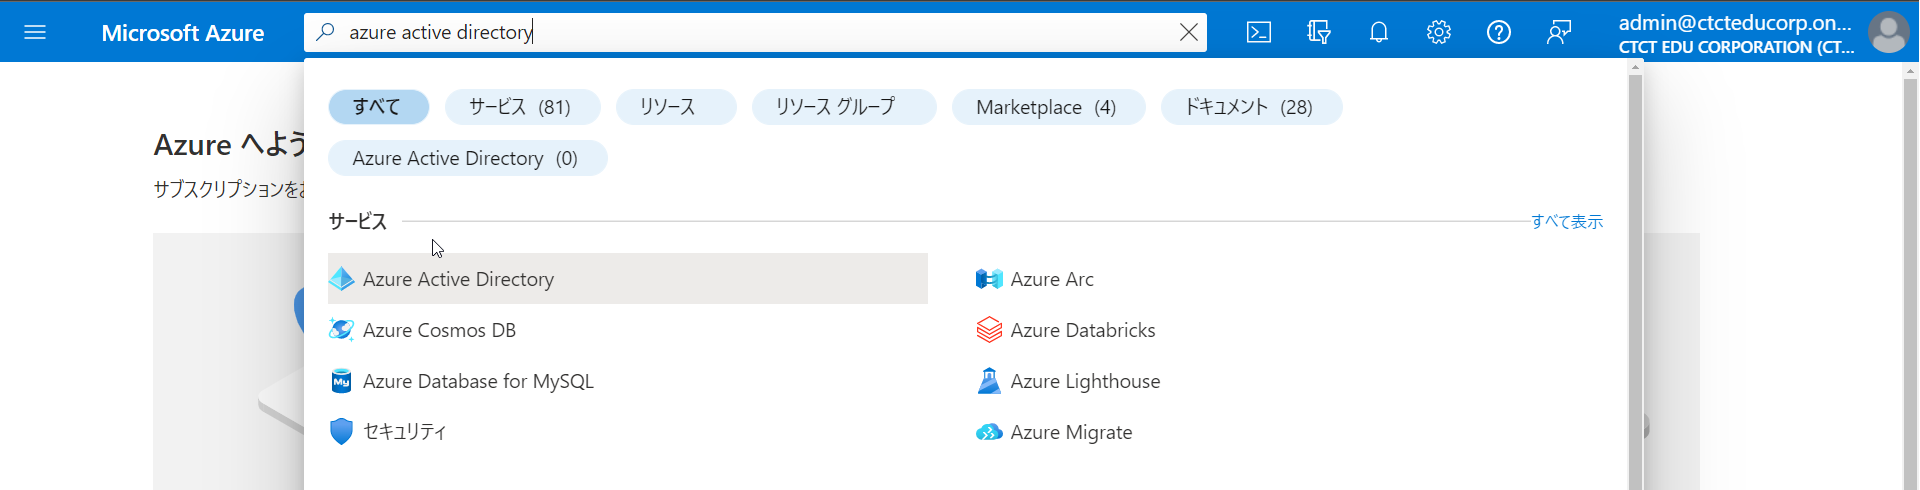 Microsoft Azure
azure active directory
admin@ctcteducorp.on...
CTCT EDU CORPORATION (CT...
すべて
サービス (81)
リソース
リソース グループ
Marketplace (4)
ドキュメント (28)
Azure Active Directory (0)
Azure へよう
サブスクリプションを
サービス
すべて表示
Azure Active Directory
Azure Arc
Azure Cosmos DB
Azure Databricks
Azure Database for MySQL
Azure Lighthouse
セキュリティ
Azure Migrate
My